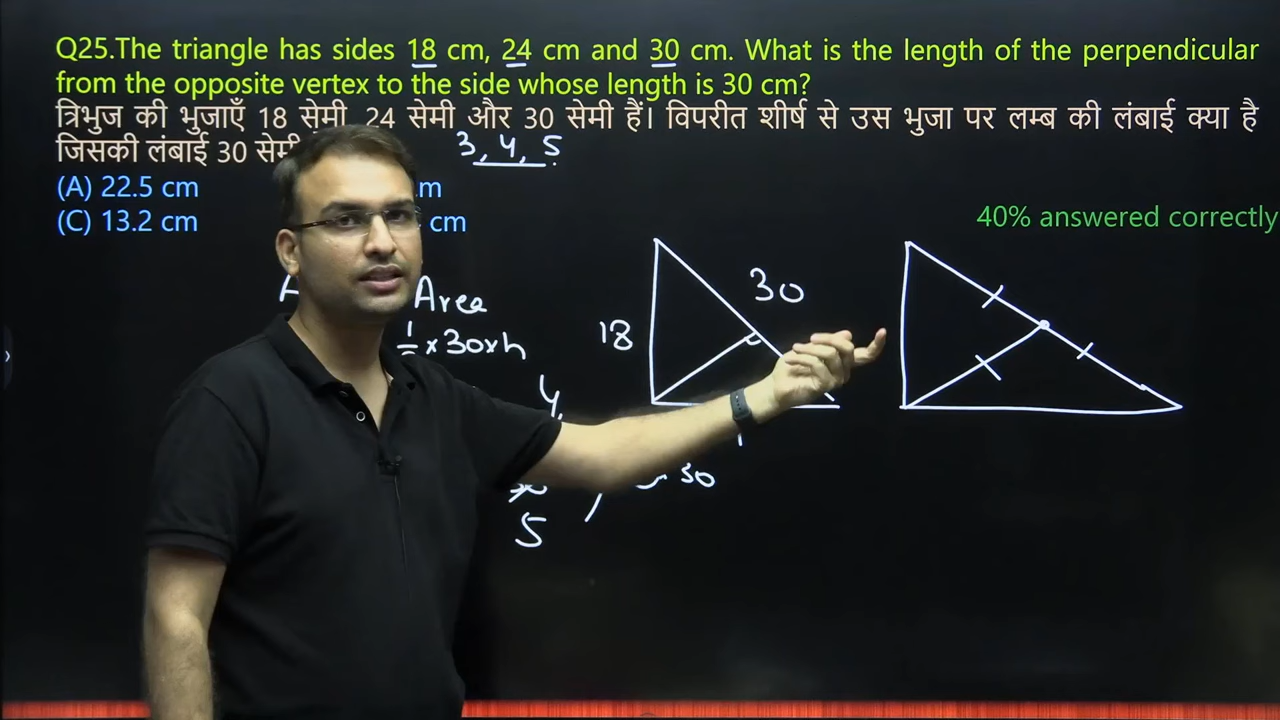 Q25.The triangle has sides 18 cm, 24 cm and 30 cm. What is the length of the perpendicular
from the opposite vertex to the side whose length is 30 cm?
त्रिभुज की भुजाएँ 18 सेमी, 24 सेमी और 30 सेमी हैं। विपरीत शीर्ष से उस भुजा पर लम्ब की लंबाई क्या है
जिसकी लंबाई 30 सेमी
3, 4, 5
(A) 22.5 cm
(C) 13.2 cm
cm
40% answered correctly
Area
×30×h
30
18
4
30
5